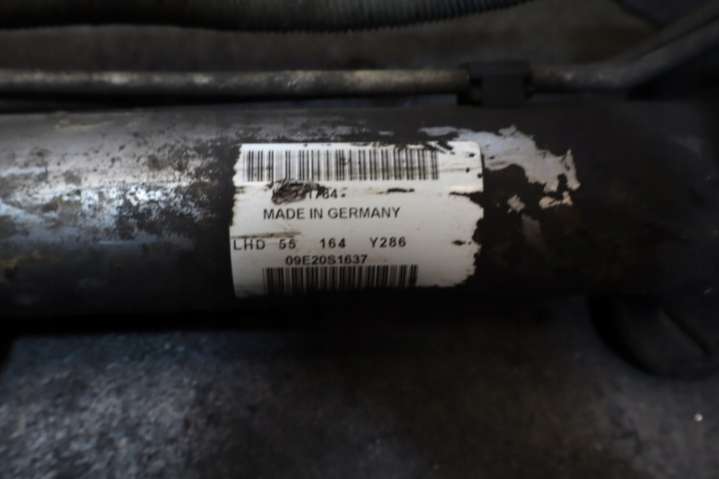 MADE IN GERMANY
LHD 55 164 Y286
09E20S1637